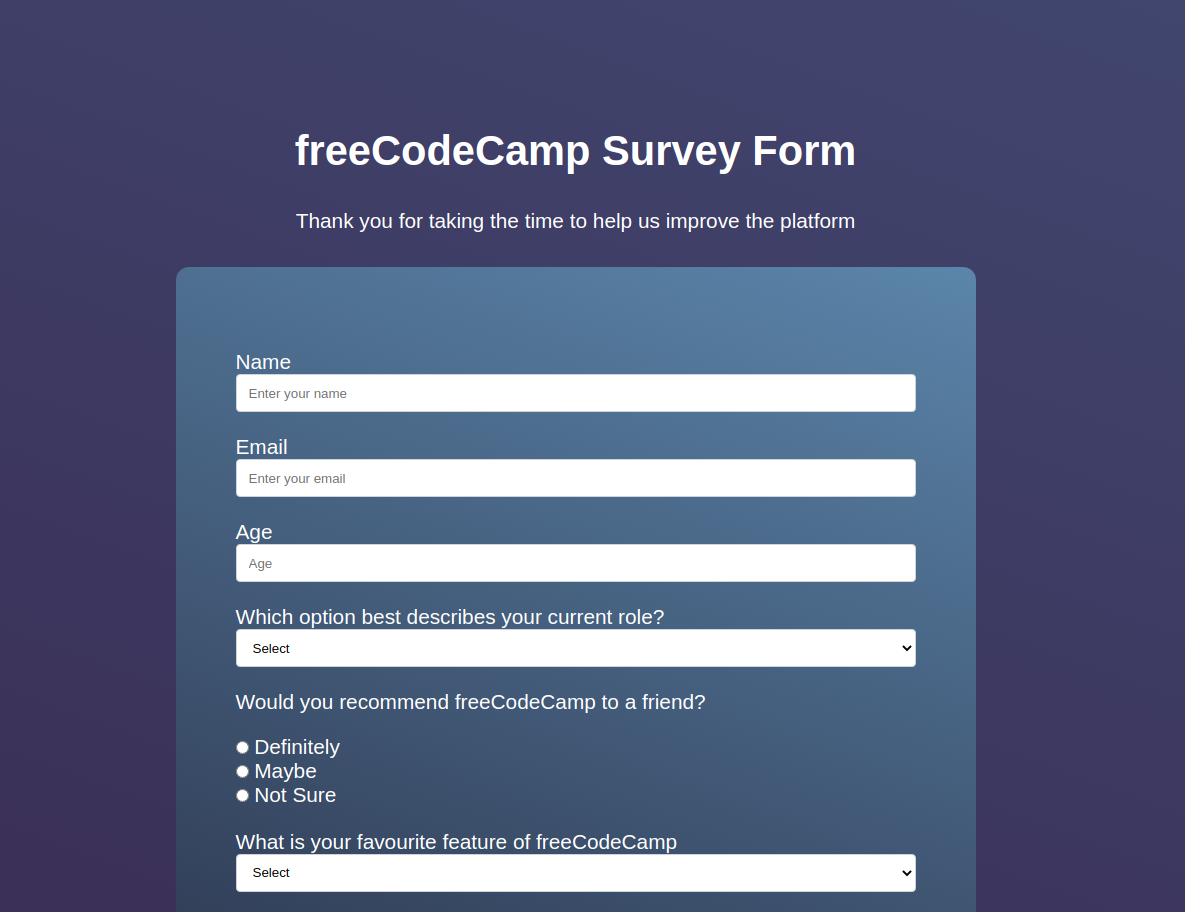 freeCodeCamp Survey Form
Thank you for taking the time to help us improve the platform
Name
Enter your name
Email
Enter your email
Age
Age
Which option best describes your current role?
Select
Would you recommend freeCodeCamp to a friend?
Definitely
Maybe
Not Sure
What is your favourite feature of freeCodeCamp
Select